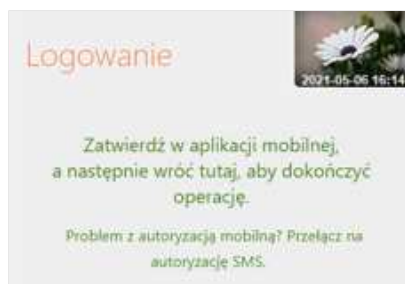 Logowanie
2021-05-06 16:14
Zatwierdź w aplikacji mobilnej,
a następnie wróć tutaj, aby dokończyć
operację.
Problem z autoryzacją mobilną? Przełącz na
autoryzację SMS.